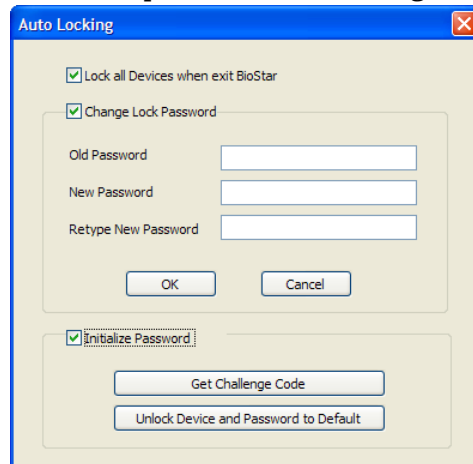 Auto Locking
Lock all Devices when exit BioStar
Change Lock Password
Old Password
New Password
Retype New Password
OK Cancel
Initialize Password
Get Challenge Code
Unlock Device and Password to Default